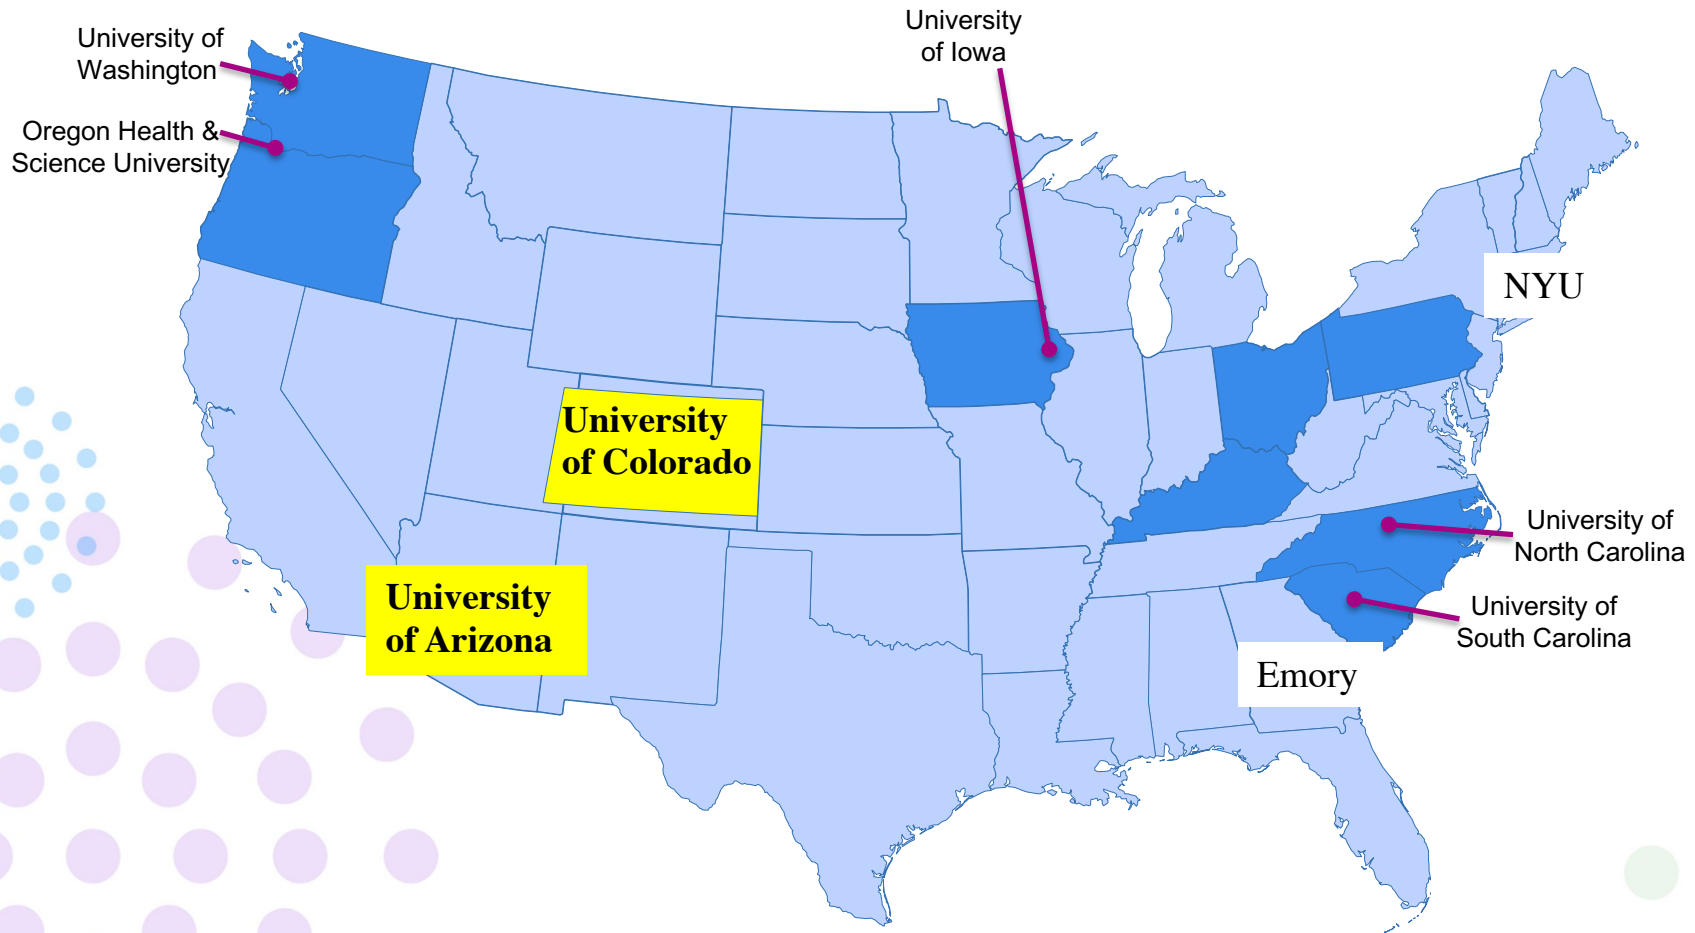 University of
Washington
Oregon Health &
Science University
University
of Iowa
NYU
University
of Colorado
University of
North Carolina
University
of Arizona
University of
South Carolina
Emory